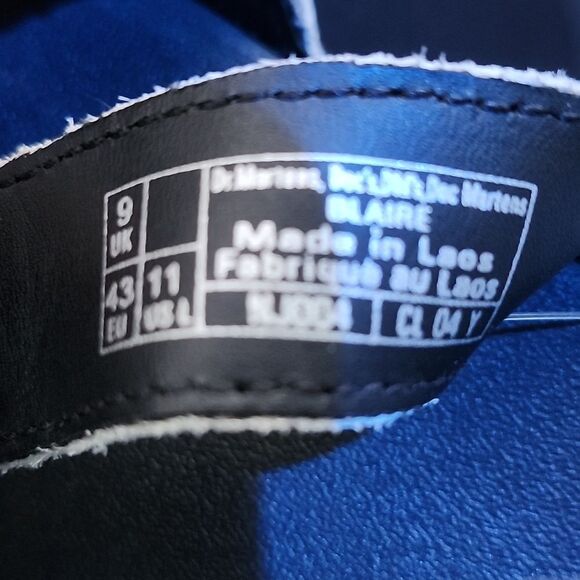 9
UK
43
EU
11
US L
Dr.Martens, Doc's,DM's,Doc Martens
BLAIRE
Made in Laos
Fabrique au Laos
CL 04 Y